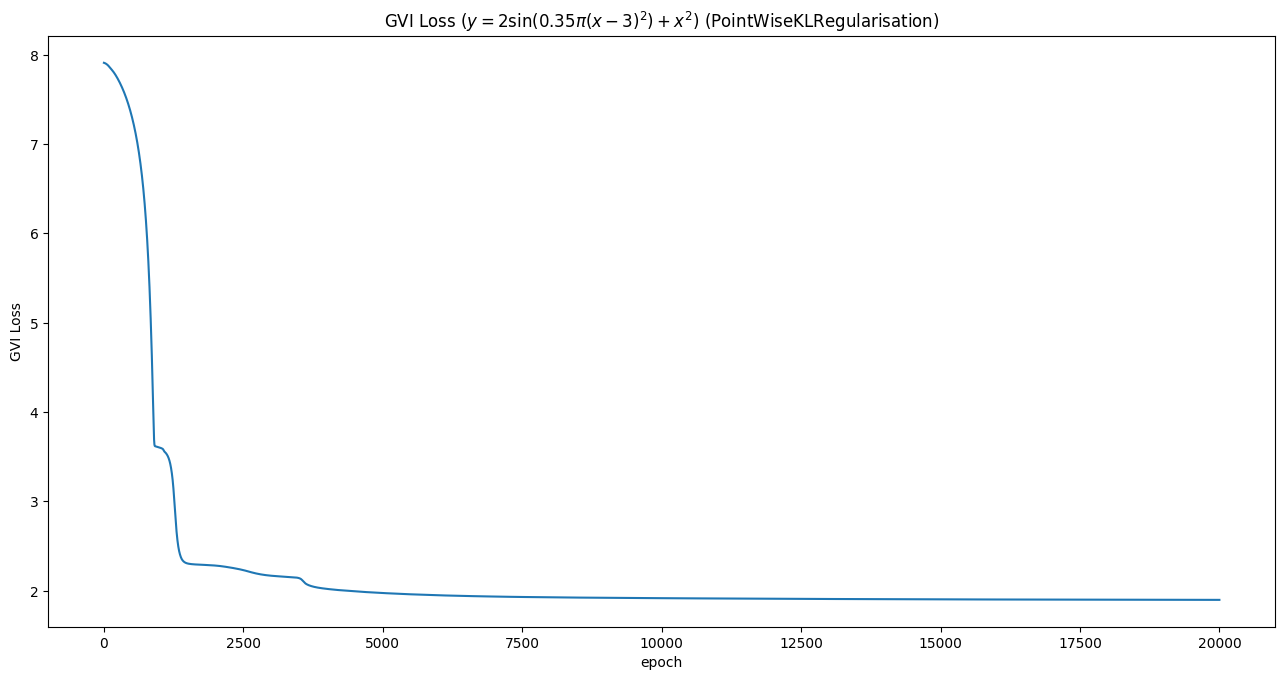 GVI Loss (y = 2sin(0.35π(x − 3)²) + x²) (PointWiseKLRegularisation)
8
7
6
5
4
3
2
GVI Loss
0 2500 5000 7500 10000 12500 15000 17500 20000
epoch